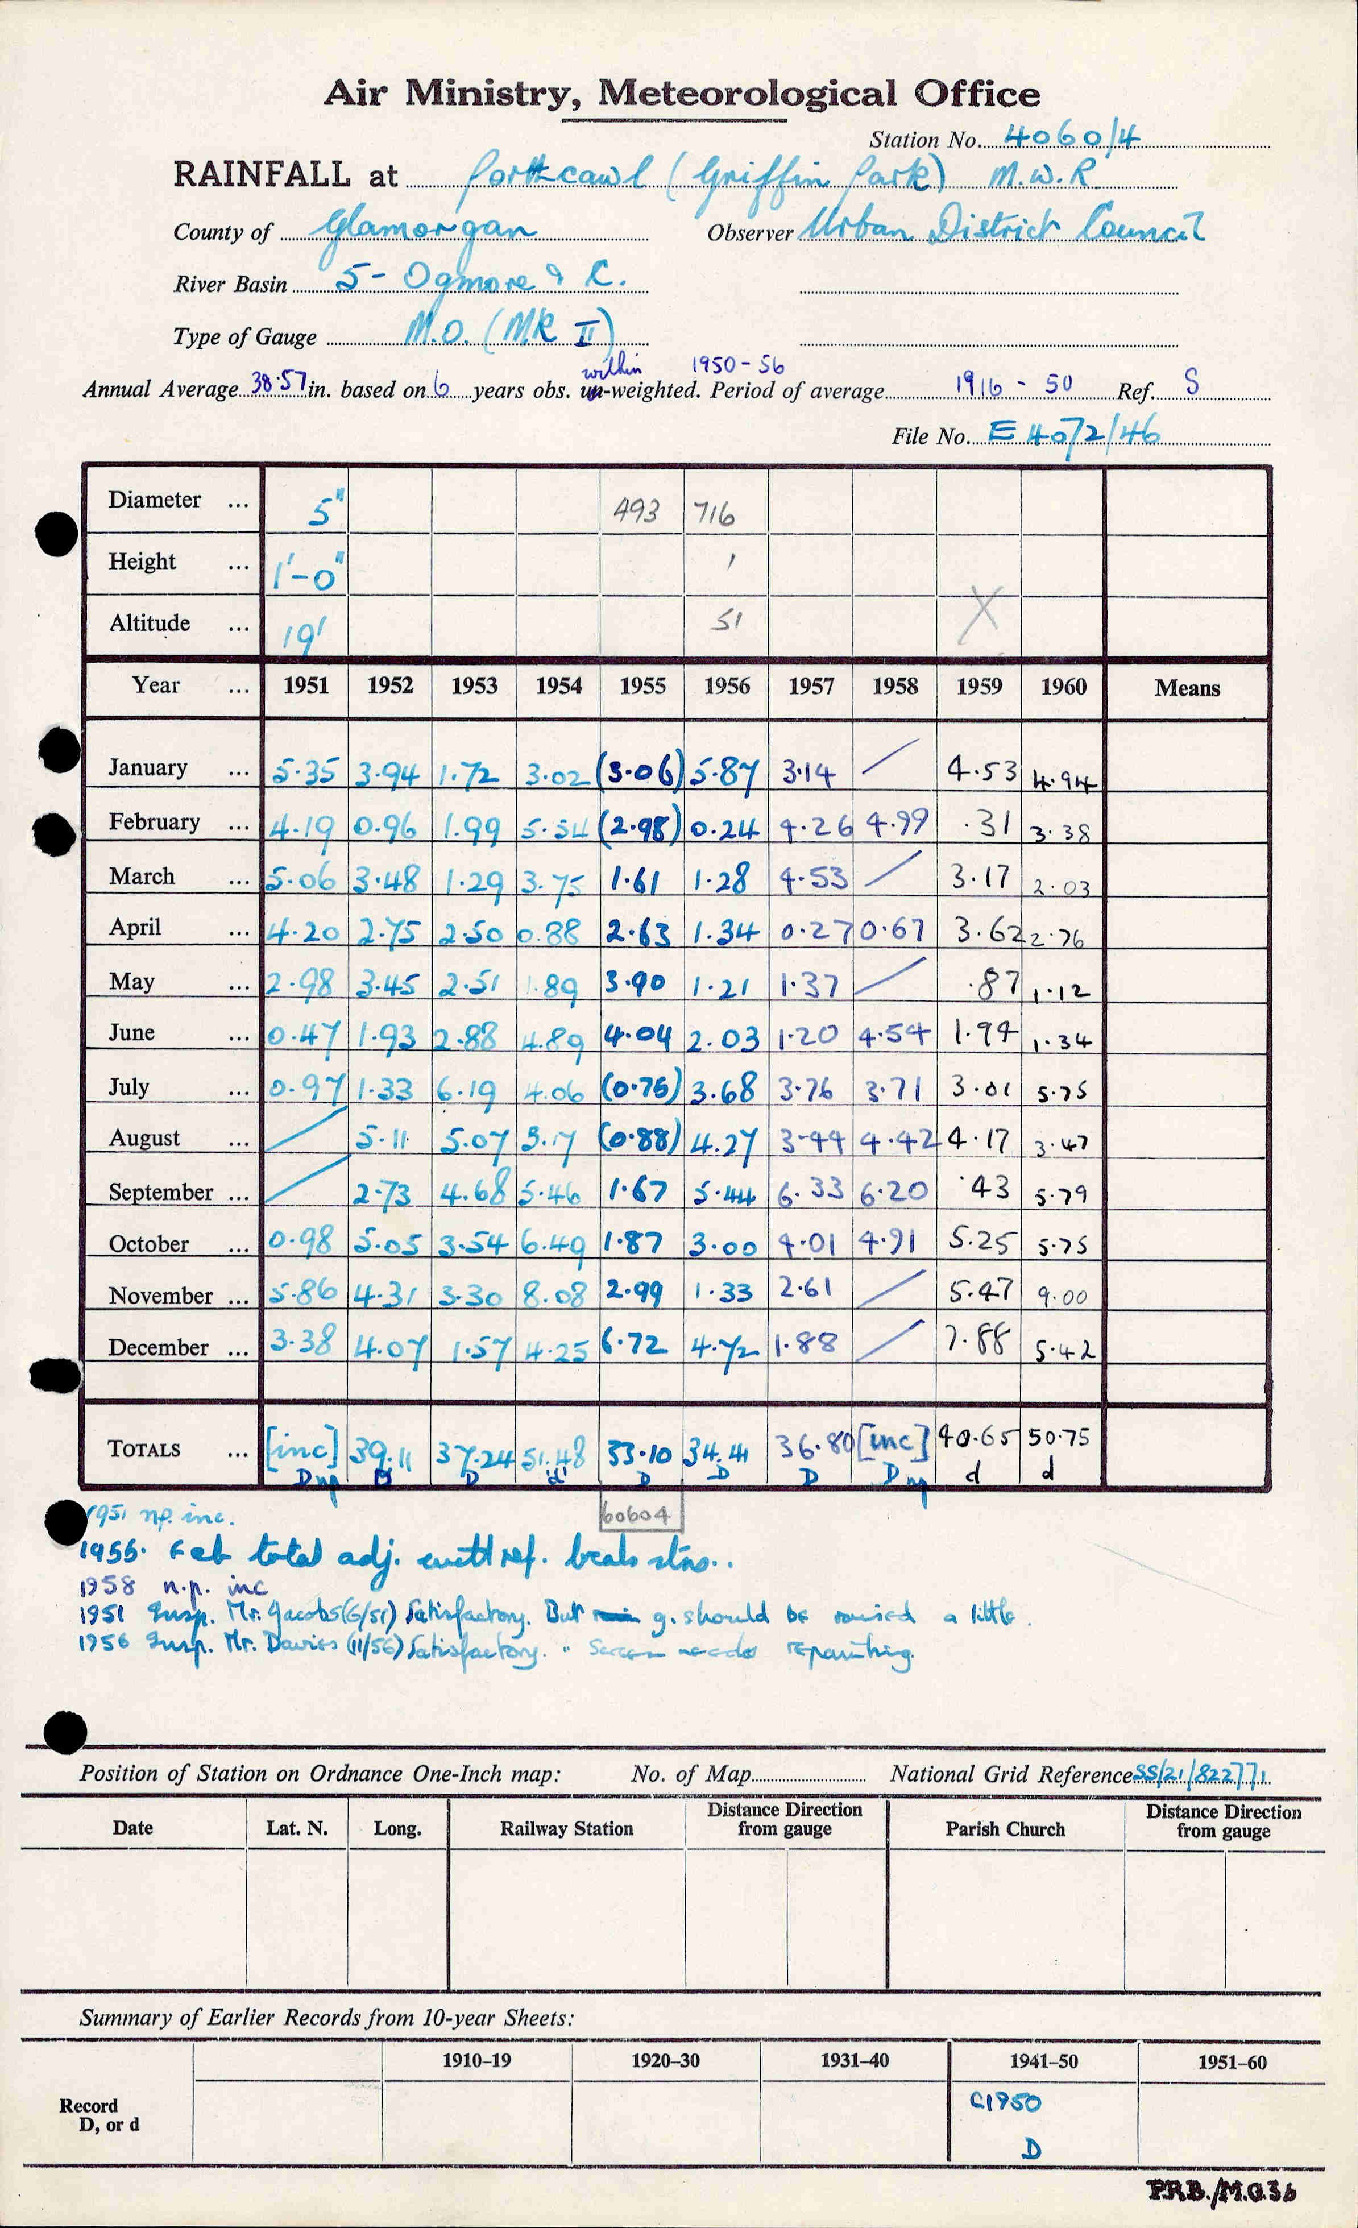 Air Ministry, Meteorological Office
Station No. 4060/4
RAINFALL at Porthcawl (Griffin Park) M.W.R.
County of Glamorgan Observer Urban District Council
River Basin 5 - Ogmore & C.
Type of Gauge M.O. (MK II)
within 1950-56
Annual Average 38.57 in. based on 6 years obs. un-weighted. Period of average 1916 - 50 Ref. S
File No. E 4072/46
Diameter ... 5" 493 716
Height ... 1'-0" 1
Altitude ... 19' 51 X
Year ... 1951 1952 1953 1954 1955 1956 1957 1958 1959 1960 Means
January ... 5.35 3.94 1.72 3.02 (3.06) 5.87 3.14 / 4.53 4.94
February ... 4.19 0.96 1.99 5.54 (2.98) 0.24 4.26 4.99 .31 3.38
March ... 5.06 3.48 1.29 3.75 1.61 1.28 4.53 / 3.17 2.03
April ... 4.20 2.75 2.50 0.88 2.63 1.34 0.27 0.67 3.62 2.76
May ... 2.98 3.45 2.51 1.89 3.90 1.21 1.37 / .87 1.12
June ... 0.47 1.93 2.88 4.89 4.04 2.03 1.20 4.54 1.94 1.34
July ... 0.97 1.33 6.19 4.06 (0.75) 3.68 3.76 3.71 3.01 5.75
August ... / 5.11 5.07 3.17 (0.88) 4.27 3.44 4.42 4.17 3.47
September ... / 2.73 4.68 5.46 1.67 5.44 6.33 6.20 .43 5.79
October ... 0.98 5.05 3.54 6.49 1.87 3.00 4.01 4.91 5.25 5.75
November ... 5.86 4.31 3.30 8.08 2.99 1.33 2.61 / 5.47 9.00
December ... 3.38 4.07 1.57 4.25 6.72 4.72 1.88 / 7.88 5.42
TOTALS ... [inc] 39.11 37.24 51.48 33.10 34.41 36.80 [inc] 40.65 50.75
D np D D d D D D D np d d
60604
1951 np. inc.
1955. Feb total adj. with ref. beals stns..
1958 n.p. inc
1951 Insp. Mr. Jacobs (6/51) Satisfactory. But g. should be raised a little.
1956 Insp. Mr. Davies (11/56) Satisfactory. " Screen needs repainting.
Position of Station on Ordnance One-Inch map: No. of Map National Grid Reference SS/21/822771
Date Lat. N. Long. Railway Station Distance Direction from gauge Parish Church Distance Direction from gauge
Summary of Earlier Records from 10-year Sheets:
1910–19 1920–30 1931–40 1941–50 1951–60
Record
D, or d
C1950
D
P.R.B./M.O.36